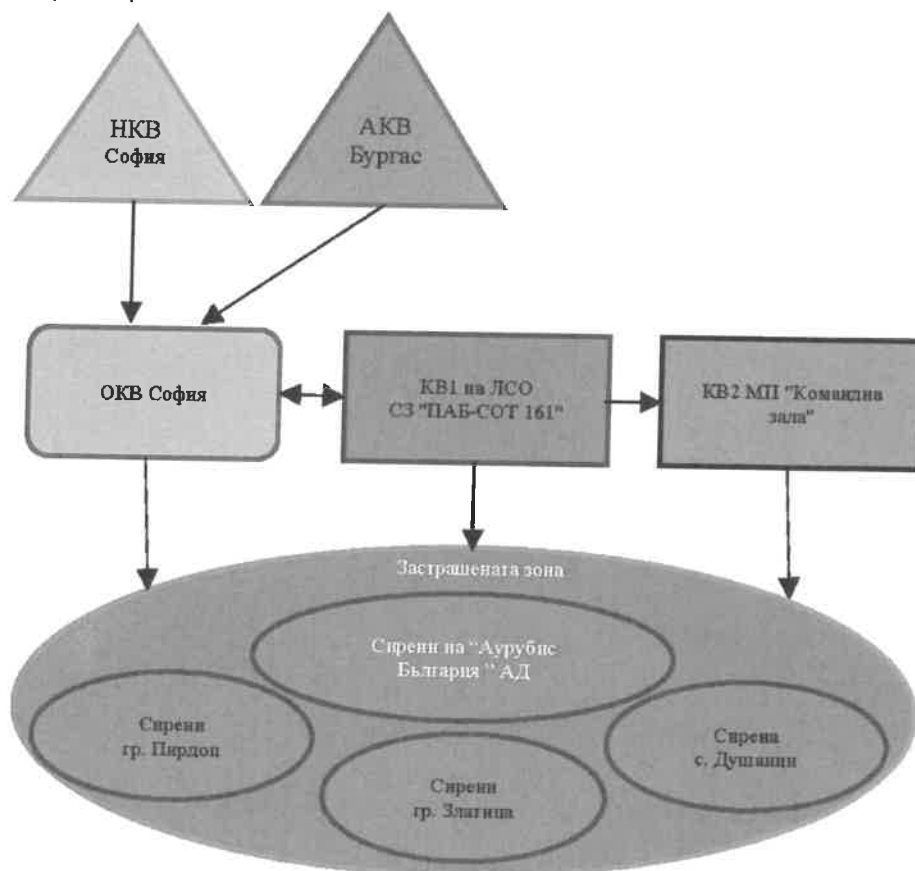 НКВ
София
АКВ
Бургас
ОКВ София
КВ1 на ЛСО
СЗ "ПАБ-СОТ 161"
КВ2 МП "Командна
зала"
Застрашената зона
Сирени на "Аурубис
България" АД
Сирени
гр. Пирдоп
Сирена
с. Душанци
Сирени
гр. Златица